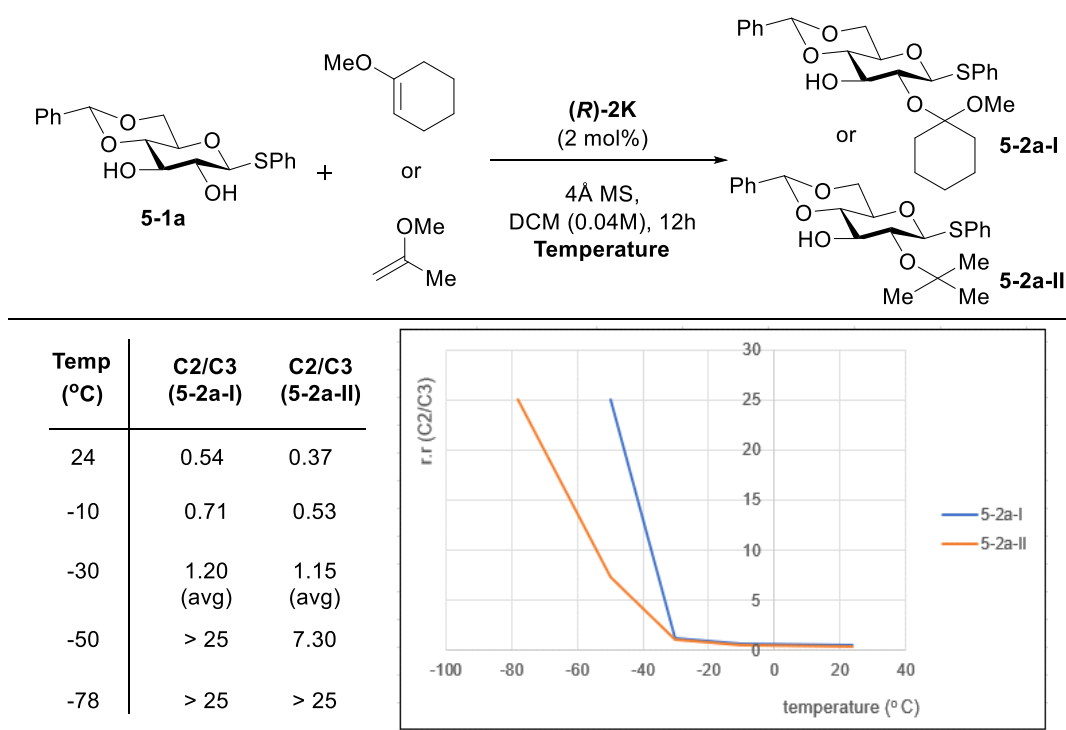 Ph
O
O
O
HO
OH
SPh
5-1a
+
MeO
or
OMe
Me
(R)-2K
(2 mol%)
4Å MS,
DCM (0.04M), 12h
Temperature
Ph
O
O
O
HO
SPh
O
OMe
5-2a-I
or
Ph
O
O
O
HO
SPh
O
Me
Me
Me
5-2a-II
Temp
(oC)
C2/C3
(5-2a-I)
C2/C3
(5-2a-II)
24 0.54 0.37
-10 0.71 0.53
-30 1.20 1.15
(avg) (avg)
-50 > 25 7.30
-78 > 25 > 25
r.r (C2/C3)
30
25
20
15
10
5
0
-100 -80 -60 -40 -20 0 20 40
temperature (o C)
5-2a-I
5-2a-II